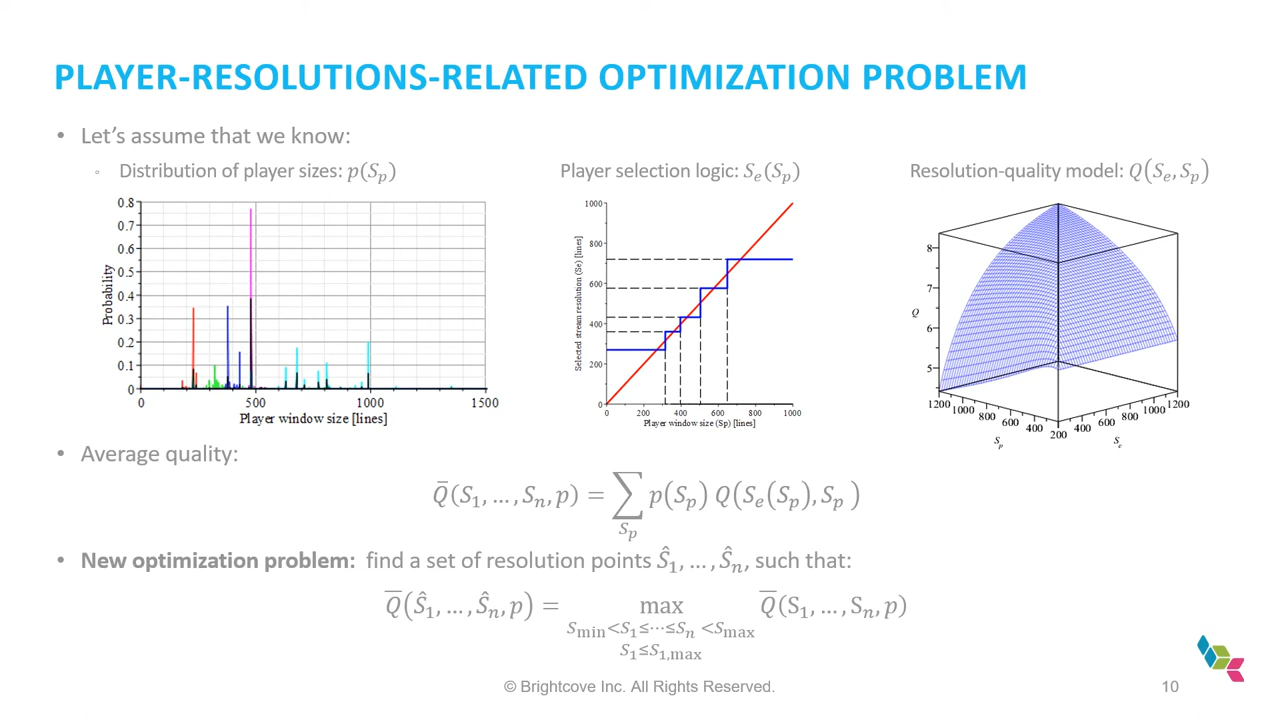 PLAYER-RESOLUTIONS-RELATED OPTIMIZATION PROBLEM
• Let's assume that we know:
◦ Distribution of player sizes: p(Sₚ)
Player selection logic: Sₑ(Sₚ)
Resolution-quality model: Q(Sₑ, Sₚ)
0.8
0.7
0.6
0.5
0.4
0.3
0.2
0.1
0
Probability
0 500 1000 1500
Player window size [lines]
1000
800
600
400
200
0
Selected stream resolution (Se) [lines]
0 200 400 600 800 1000
Player window size (Sp) [lines]
8
7
6
5
Q
1200 1000 800 600 400 200 400 600 800 1000 1200
Sₚ
Sₑ
• Average quality:
Q̅(S₁, …, Sₙ, p) = ∑ p(Sₚ) Q(Sₑ(Sₚ), Sₚ)
Sₚ
• New optimization problem: find a set of resolution points Ŝ₁, … , Ŝₙ, such that:
Q̅(Ŝ₁, … , Ŝₙ, p) = max Q̅(S₁, … , Sₙ, p)
Smin<S₁≤⋯≤Sₙ <Smax
S₁≤S₁,max
© Brightcove Inc. All Rights Reserved.
10